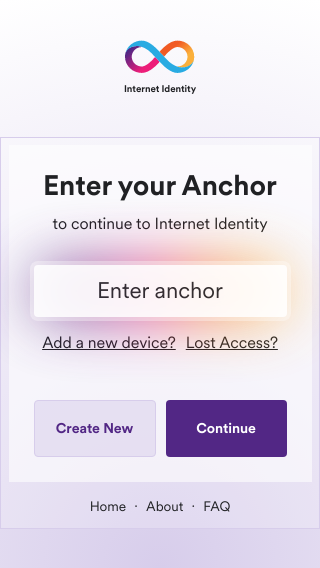 Internet Identity
Enter your Anchor
to continue to Internet Identity
Enter anchor
Add a new device? Lost Access?
Create New Continue
Home · About · FAQ